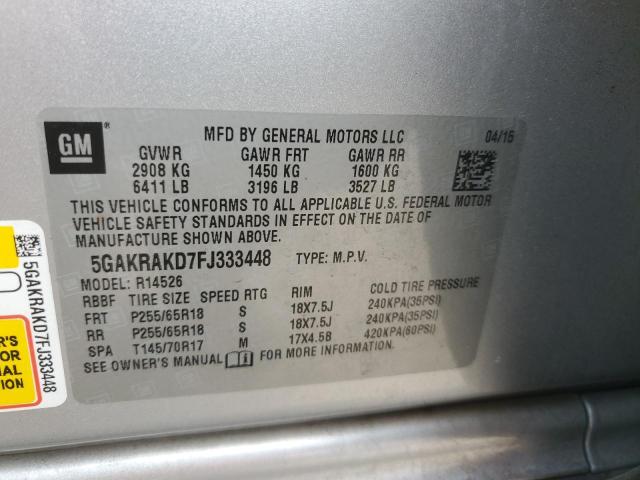 GM
MFD BY GENERAL MOTORS LLC 04/15
GVWR GAWR FRT GAWR RR
2908 KG 1450 KG 1600 KG
6411 LB 3196 LB 3527 LB
THIS VEHICLE CONFORMS TO ALL APPLICABLE U.S. FEDERAL MOTOR
VEHICLE SAFETY STANDARDS IN EFFECT ON THE DATE OF
MANUFACTURE SHOWN ABOVE.
5GAKRAKD7FJ333448 TYPE: M.P.V.
MODEL: R14526
RBBF TIRE SIZE SPEED RTG RIM COLD TIRE PRESSURE
FRT P255/65R18 S 18X7.5J 240KPA(35PSI)
RR P255/65R18 S 18X7.5J 240KPA(35PSI)
SPA T145/70R17 M 17X4.5B 420KPA(60PSI)
SEE OWNER'S MANUAL FOR MORE INFORMATION.
5GAKRAKD7FJ333448
R'S
FOR
NAL
ION